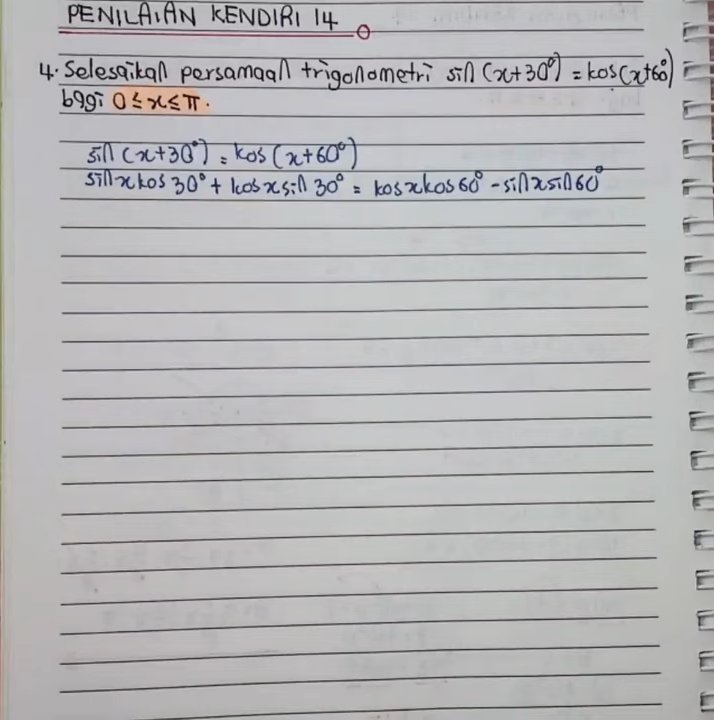 PENILAIAN KENDIRI 14
4. Selesaikan persamaan trigonometri sin (x+30°) = kos(x+60°)
bagi 0 ≤ x ≤ π.
sin (x+30°) = kos (x+60°)
sin x kos 30° + kos x sin 30° = kos x kos 60° - sin x sin 60°